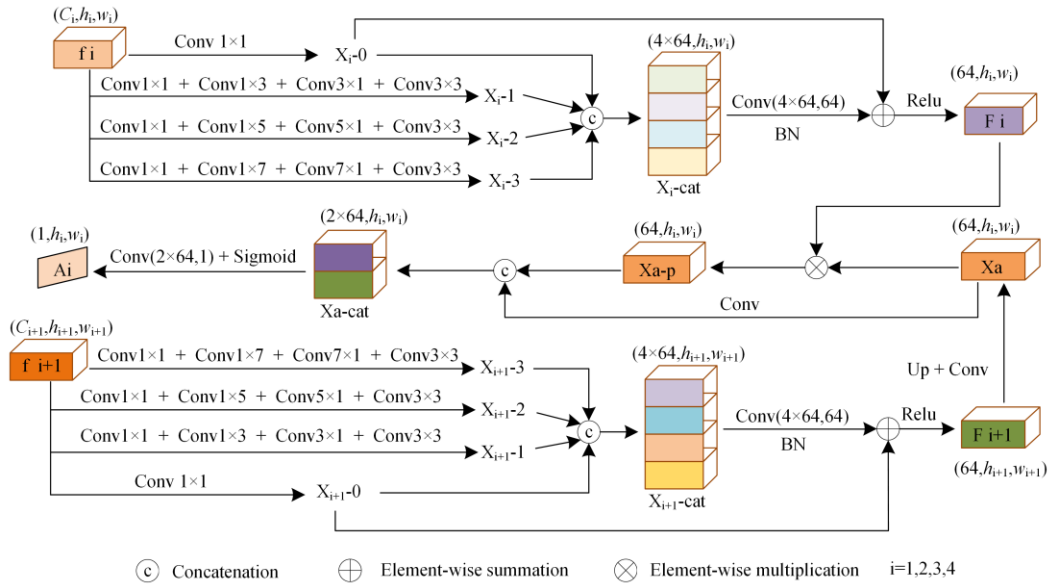 (Ci,hi,wi)
f i
Conv 1×1
Xi-0
Conv1×1 + Conv1×3 + Conv3×1 + Conv3×3
Xi-1
Conv1×1 + Conv1×5 + Conv5×1 + Conv3×3
Xi-2
Conv1×1 + Conv1×7 + Conv7×1 + Conv3×3
Xi-3
c
(4×64,hi,wi)
Xi-cat
Conv(4×64,64)
BN
Relu
(64,hi,wi)
F i
(1,hi,wi)
Ai
Conv(2×64,1) + Sigmoid
(2×64,hi,wi)
Xa-cat
c
(64,hi,wi)
Xa-p
Conv
(64,hi,wi)
Xa
Up + Conv
(Ci+1,hi+1,wi+1)
f i+1
Conv1×1 + Conv1×7 + Conv7×1 + Conv3×3
Xi+1-3
Conv1×1 + Conv1×5 + Conv5×1 + Conv3×3
Xi+1-2
Conv1×1 + Conv1×3 + Conv3×1 + Conv3×3
Xi+1-1
Conv 1×1
Xi+1-0
c
(4×64,hi+1,wi+1)
Xi+1-cat
Conv(4×64,64)
BN
Relu
F i+1
(64,hi+1,wi+1)
c Concatenation
Element-wise summation
Element-wise multiplication
i=1,2,3,4